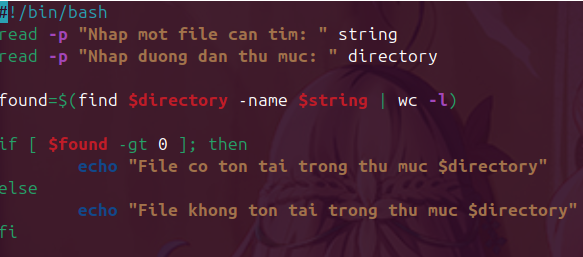 #!/bin/bash
read -p "Nhap mot file can tim: " string
read -p "Nhap duong dan thu muc: " directory
found=$(find $directory -name $string | wc -l)
if [ $found -gt 0 ]; then
echo "File co ton tai trong thu muc $directory"
else
echo "File khong ton tai trong thu muc $directory"
fi